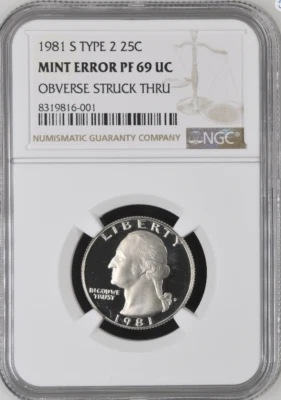 1981 S TYPE 2 25C
MINT ERROR PF 69 UC
OBVERSE STRUCK THRU
8319816-001
NUMISMATIC GUARANTY COMPANY
NGC
LIBERTY
IN GOD WE
TRUST
1981